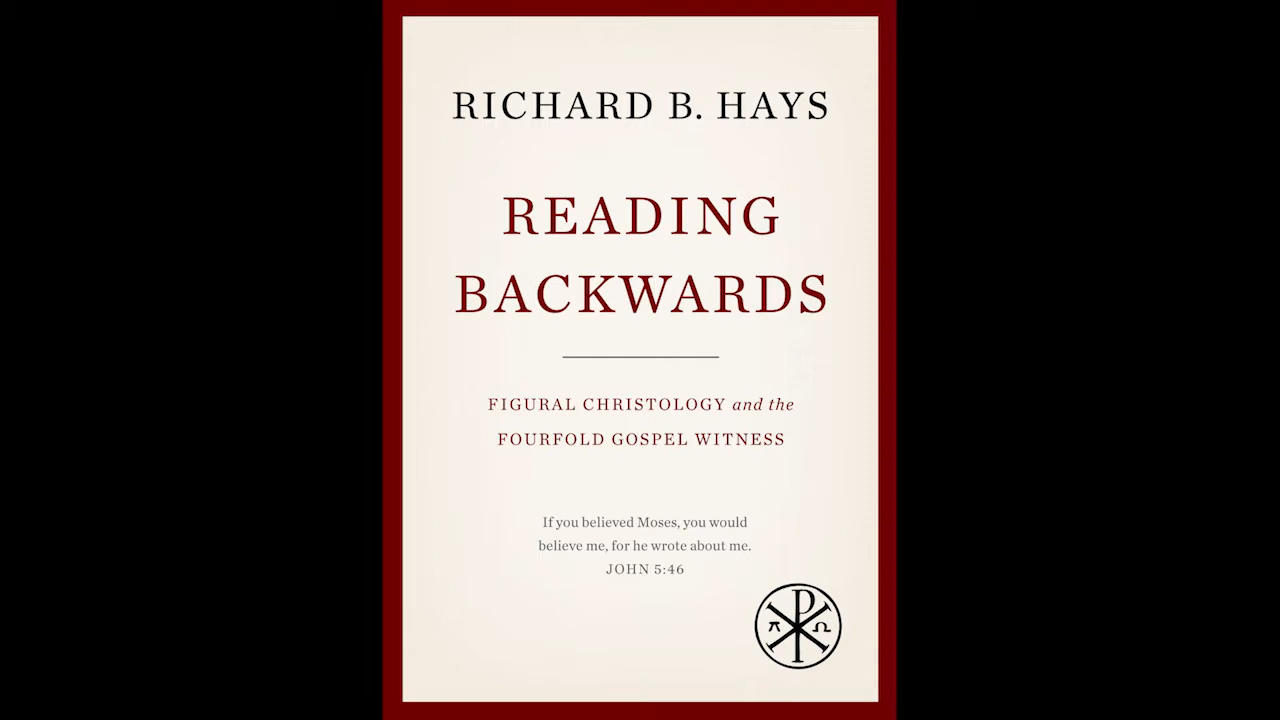 RICHARD B. HAYS
READING
BACKWARDS
FIGURAL CHRISTOLOGY and the
FOURFOLD GOSPEL WITNESS
If you believed Moses, you would
believe me, for he wrote about me.
JOHN 5:46
Α Ω